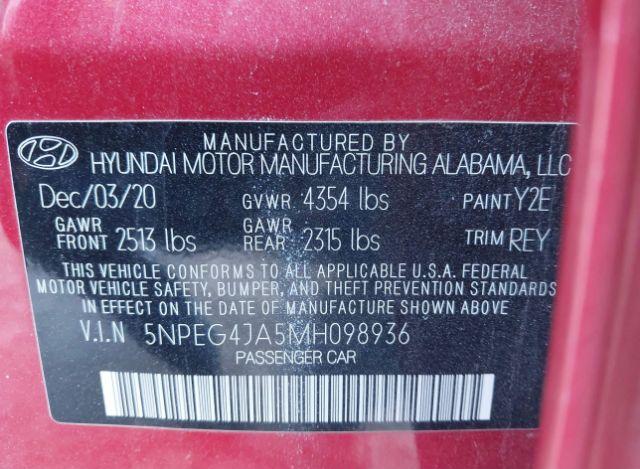 MANUFACTURED BY
HYUNDAI MOTOR MANUFACTURING ALABAMA, LLC
Dec/03/20 GVWR 4354 lbs PAINT Y2E
GAWR FRONT 2513 lbs GAWR REAR 2315 lbs TRIM REY
THIS VEHICLE CONFORMS TO ALL APPLICABLE U.S.A. FEDERAL
MOTOR VEHICLE SAFETY, BUMPER, AND THEFT PREVENTION STANDARDS
IN EFFECT ON THE DATE OF MANUFACTURE SHOWN ABOVE
V.I.N 5NPEG4JA5MH098936
PASSENGER CAR